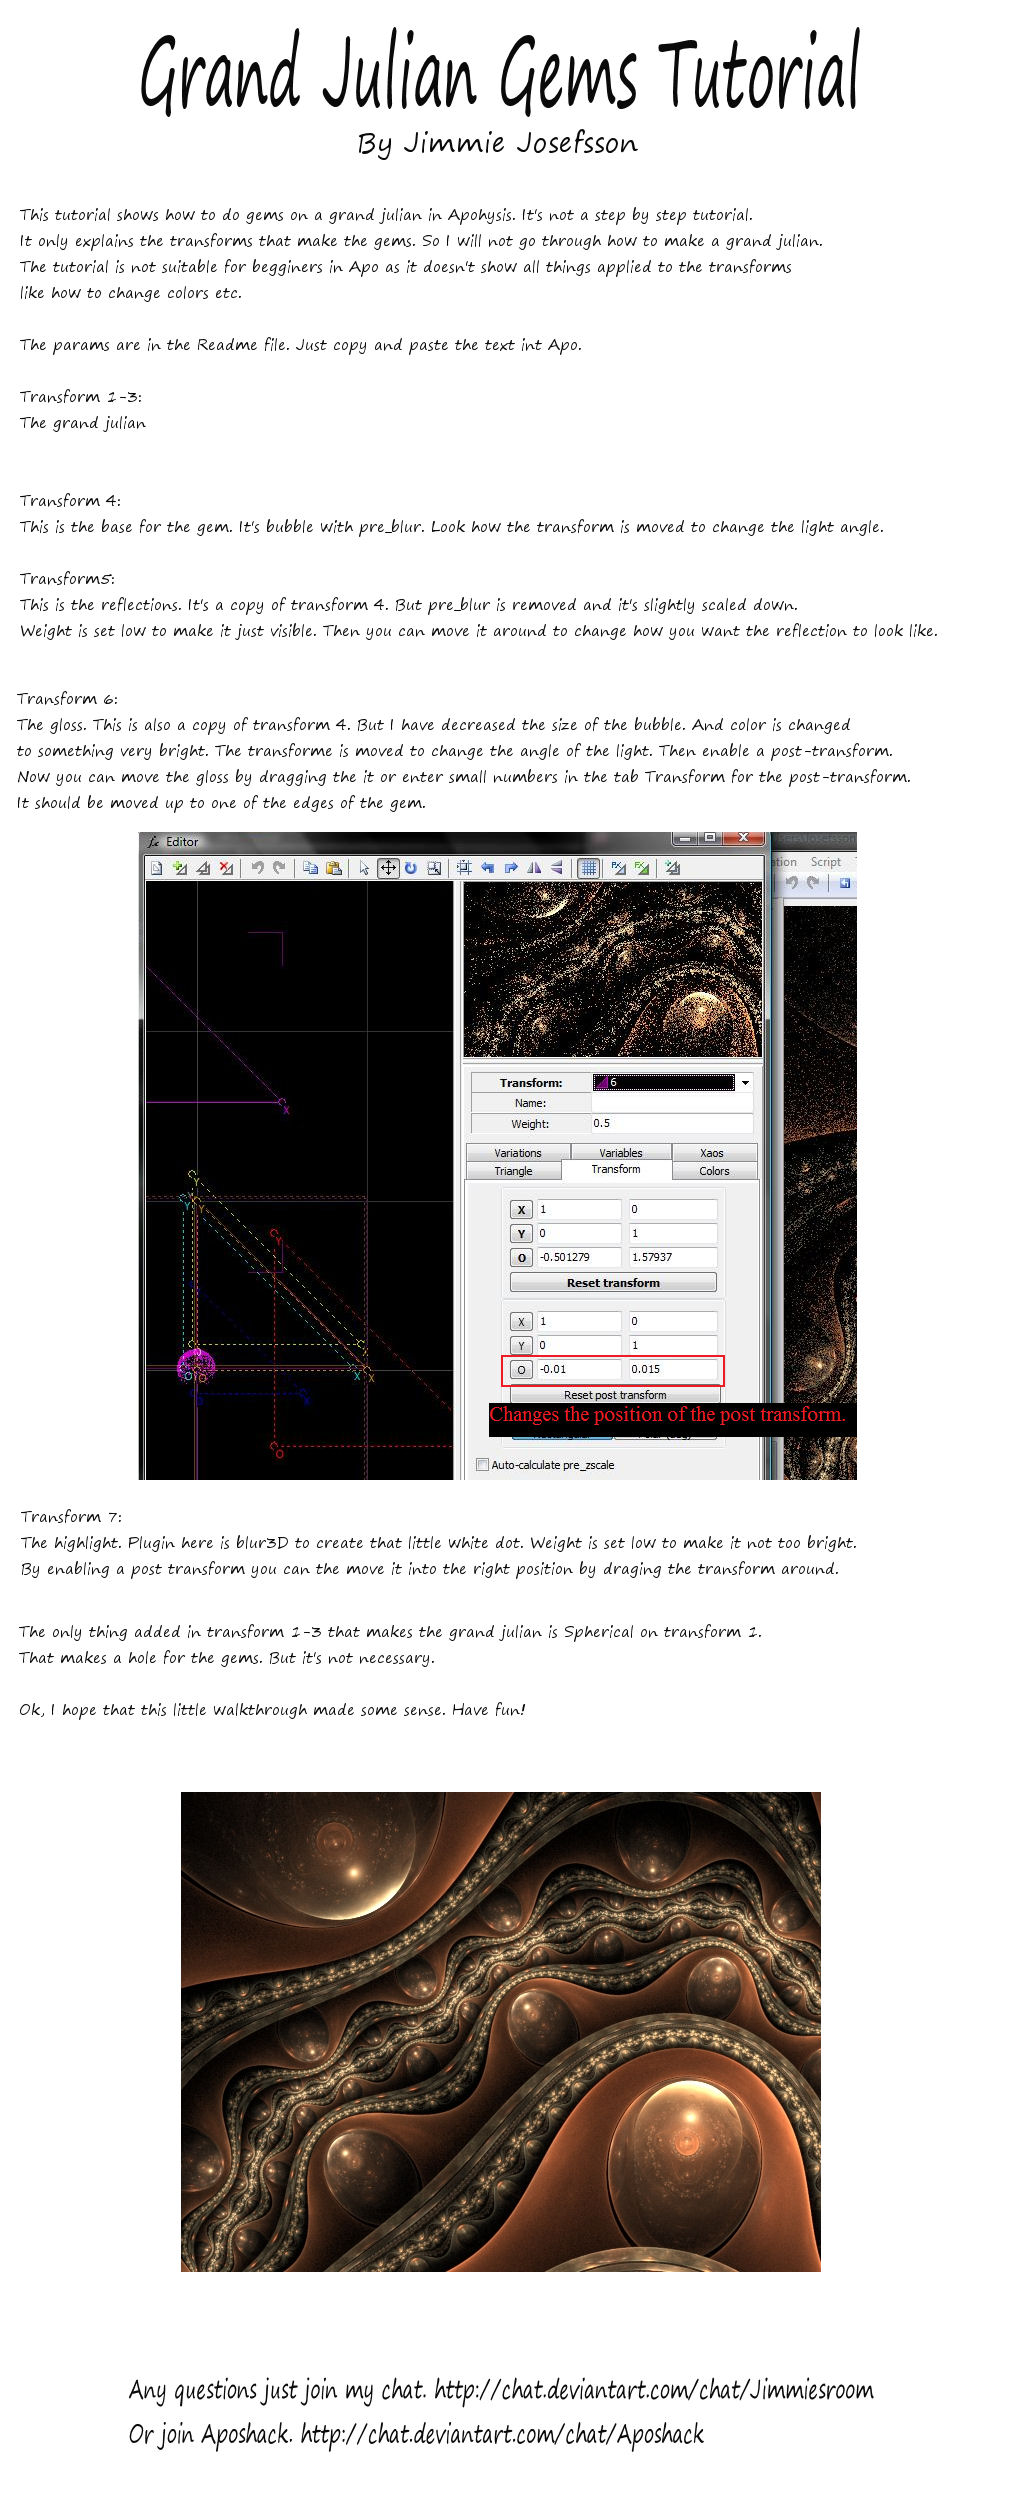 Grand Julian Gems Tutorial
By Jimmie Josefsson
This tutorial shows how to do gems on a grand julian in Apohysis. It's not a step by step tutorial.
It only explains the transforms that make the gems. So I will not go through how to make a grand julian.
The tutorial is not suitable for begginers in Apo as it doesn't show all things applied to the transforms
like how to change colors etc.
The params are in the Readme file. Just copy and paste the text int Apo.
Transform 1-3:
The grand julian
Transform 4:
This is the base for the gem. It's bubble with pre_blur. Look how the transform is moved to change the light angle.
Transform5:
This is the reflections. It's a copy of transform 4. But pre_blur is removed and it's slightly scaled down.
Weight is set low to make it just visible. Then you can move it around to change how you want the reflection to look like.
Transform 6:
The gloss. This is also a copy of transform 4. But I have decreased the size of the bubble. And color is changed
to something very bright. The transforme is moved to change the angle of the light. Then enable a post-transform.
Now you can move the gloss by dragging the it or enter small numbers in the tab Transform for the post-transform.
It should be moved up to one of the edges of the gem.
Editor
Script
Transform: 6
Name:
Weight: 0.5
Variations Variables Xaos
Triangle Transform Colors
X 1 0
Y 0 1
O -0.501279 1.57937
Reset transform
X 1 0
Y 0 1
O -0.01 0.015
Reset post transform
Changes the position of the post transform.
Auto-calculate pre_zscale
Transform 7:
The highlight. Plugin here is blur3D to create that little white dot. Weight is set low to make it not too bright.
By enabling a post transform you can the move it into the right position by draging the transform around.
The only thing added in transform 1-3 that makes the grand julian is Spherical on transform 1.
That makes a hole for the gems. But it's not necessary.
Ok, I hope that this little walkthrough made some sense. Have fun!
Any questions just join my chat. http://chat.deviantart.com/chat/Jimmiesroom
Or join Aposhack. http://chat.deviantart.com/chat/Aposhack